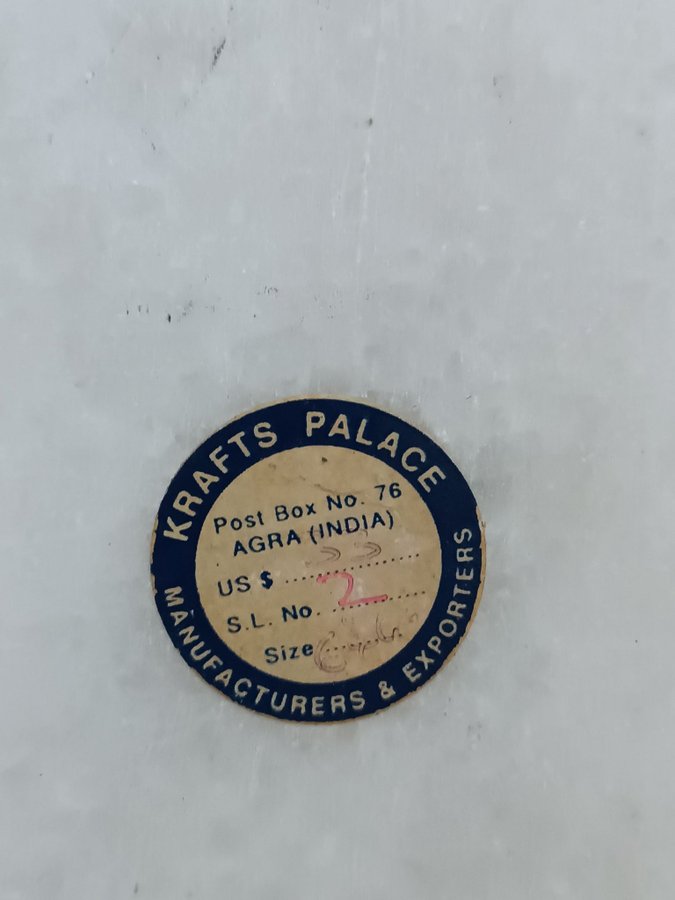 KRAFTS PALACE
Post Box No. 76
AGRA (INDIA)
US $ ....................
S.L. No. 2
Size
MANUFACTURERS & EXPORTERS